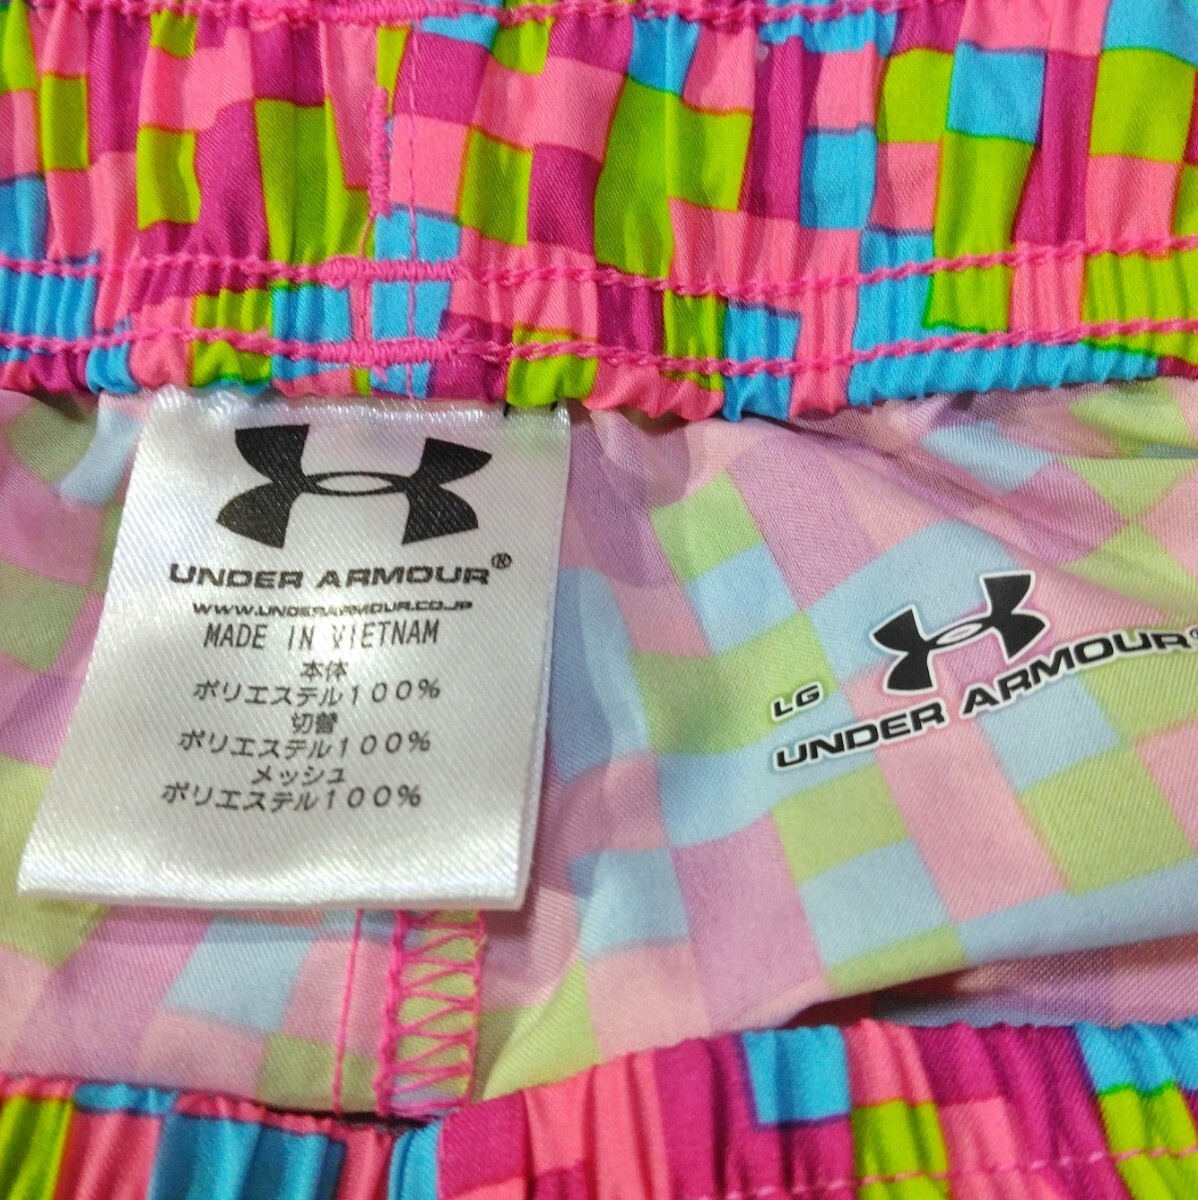 UNDER ARMOUR®
WWW.UNDERARMOUR.CO.JP
MADE IN VIETNAM
本体
ポリエステル100%
切替
ポリエステル100%
メッシュ
ポリエステル100%
LG
UNDER ARMOUR®